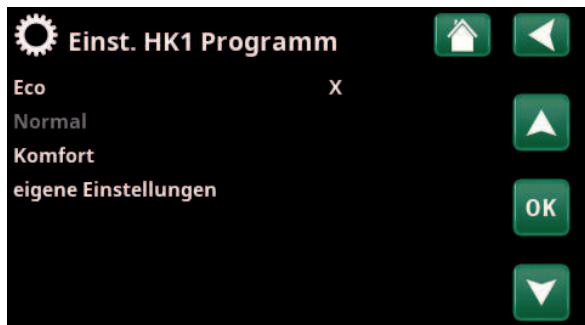 Einst. HK1 Programm
Eco X
Normal
Komfort
eigene Einstellungen
OK